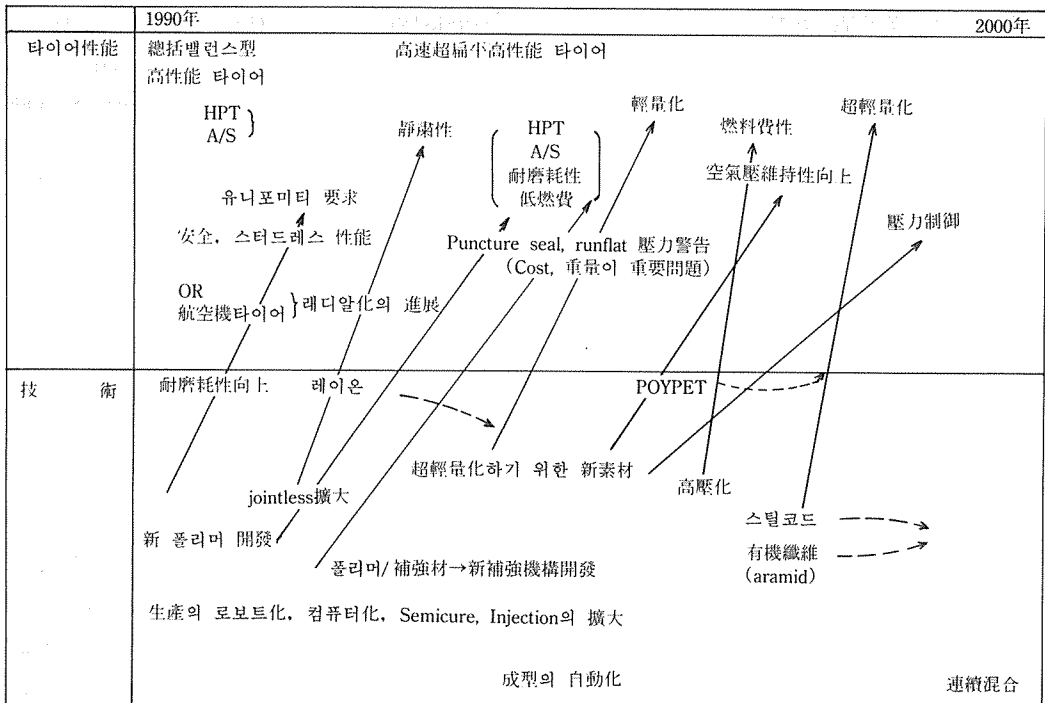 1990年 2000年
타이어性能 總括밸런스型 高速超扁平高性能 타이어
高性能 타이어
輕量化 超輕量化
HPT
A/S
靜肅性
HPT
A/S
耐磨耗性
低燃費
燃料費性
空氣壓維持性向上
유니포미티 要求
安全, 스터드레스 性能
Puncture seal, runflat 壓力警告
(Cost, 重量이 重要問題)
壓力制御
OR
航空機타이어 래디알化의 進展
技 術 耐磨耗性向上 레이온 POYPET
超輕量化하기 위한 新素材
jointless擴大 高壓化
新 폴리머 開發 스틸코드
폴리머/補強材→新補強機構開發 有機纖維
(aramid)
生産의 로보트化, 컴퓨터化, Semicure, Injection의 擴大
成型의 自動化 連續混合